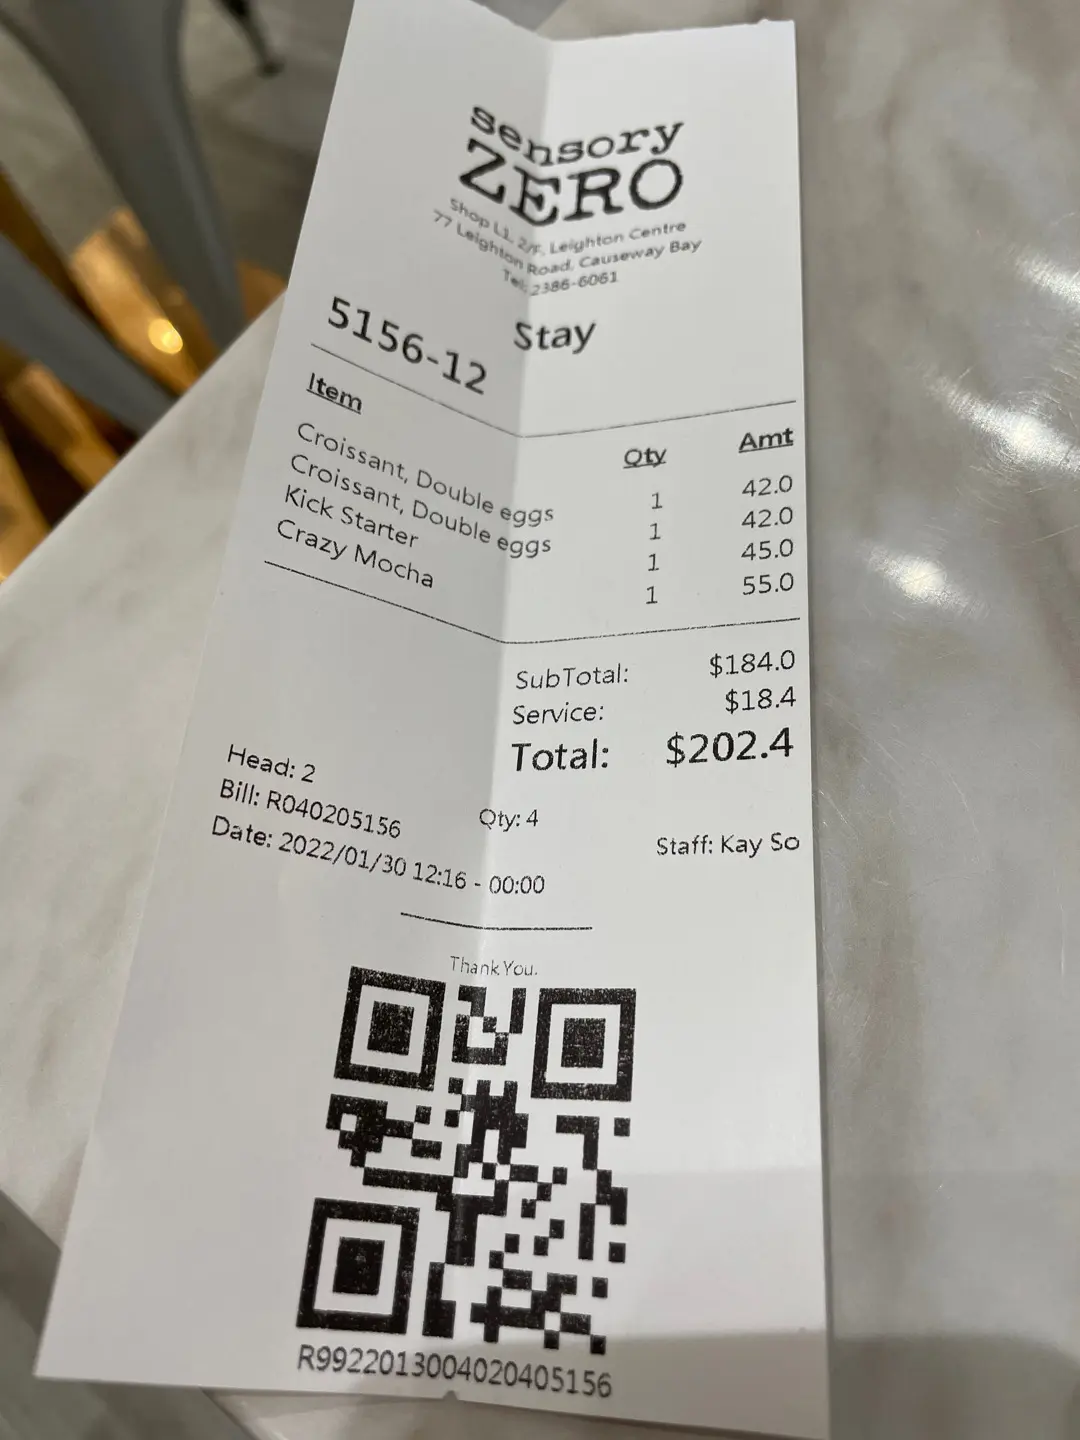 sensory
ZERO
Shop L1, 2/F, Leighton Centre
77 Leighton Road, Causeway Bay
Tel: 2386-6061
5156-12 Stay
Item Qty Amt
Croissant, Double eggs 1 42.0
Croissant, Double eggs 1 42.0
Kick Starter 1 45.0
Crazy Mocha 1 55.0
SubTotal: $184.0
Service: $18.4
Total: $202.4
Head: 2
Bill: R040205156 Qty: 4
Date: 2022/01/30 12:16 - 00:00 Staff: Kay So
Thank You.
R9922013004020405156